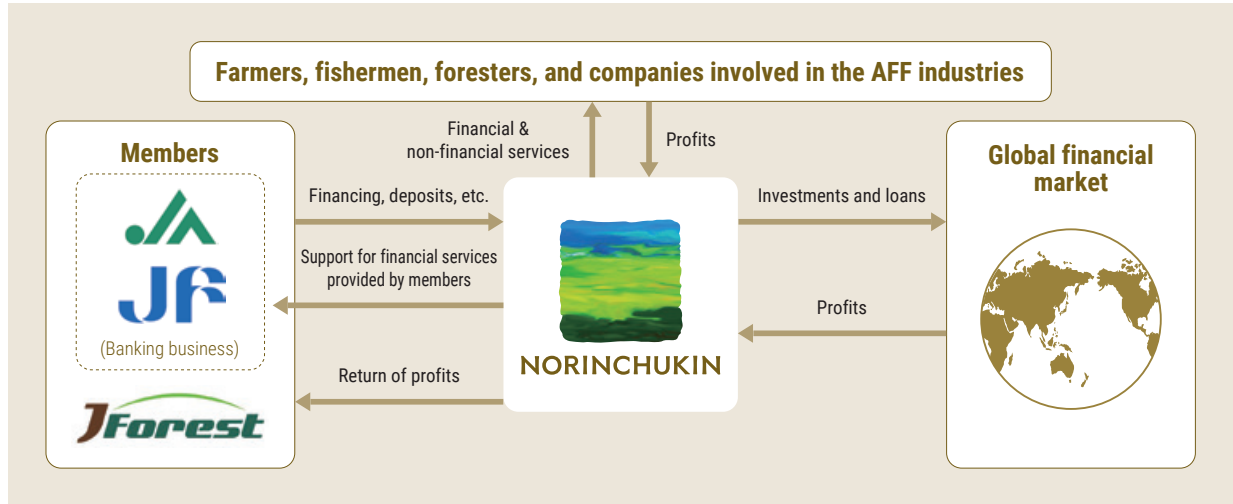 Farmers, fishermen, foresters, and companies involved in the AFF industries
Financial &
non-financial services
Profits
Members
JA
JF
(Banking business)
JForest
Financing, deposits, etc.
Support for financial services
provided by members
Return of profits
NORINCHUKIN
Investments and loans
Profits
Global financial
market